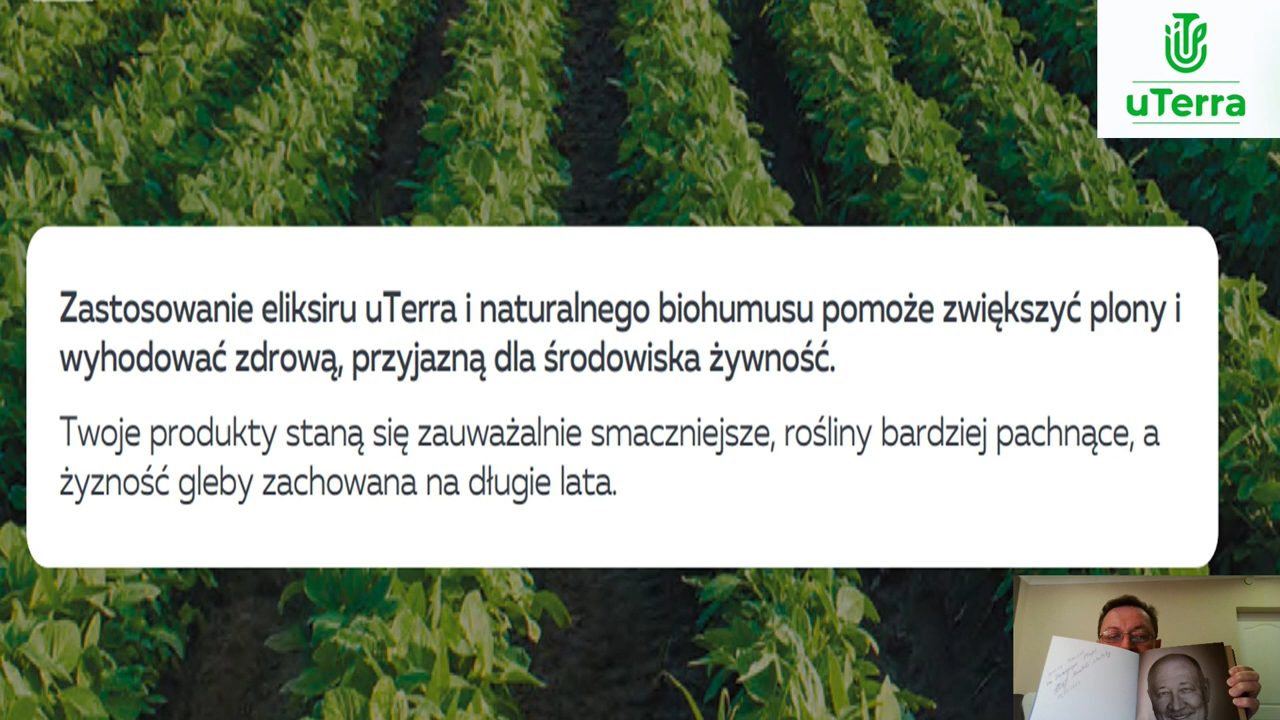 uTerra
Zastosowanie eliksiru uTerra i naturalnego biohumusu pomoże zwiększyć plony i
wyhodować zdrową, przyjazną dla środowiska żywność.
Twoje produkty staną się zauważalnie smaczniejsze, rośliny bardziej pachnące, a
żyzność gleby zachowana na długie lata.